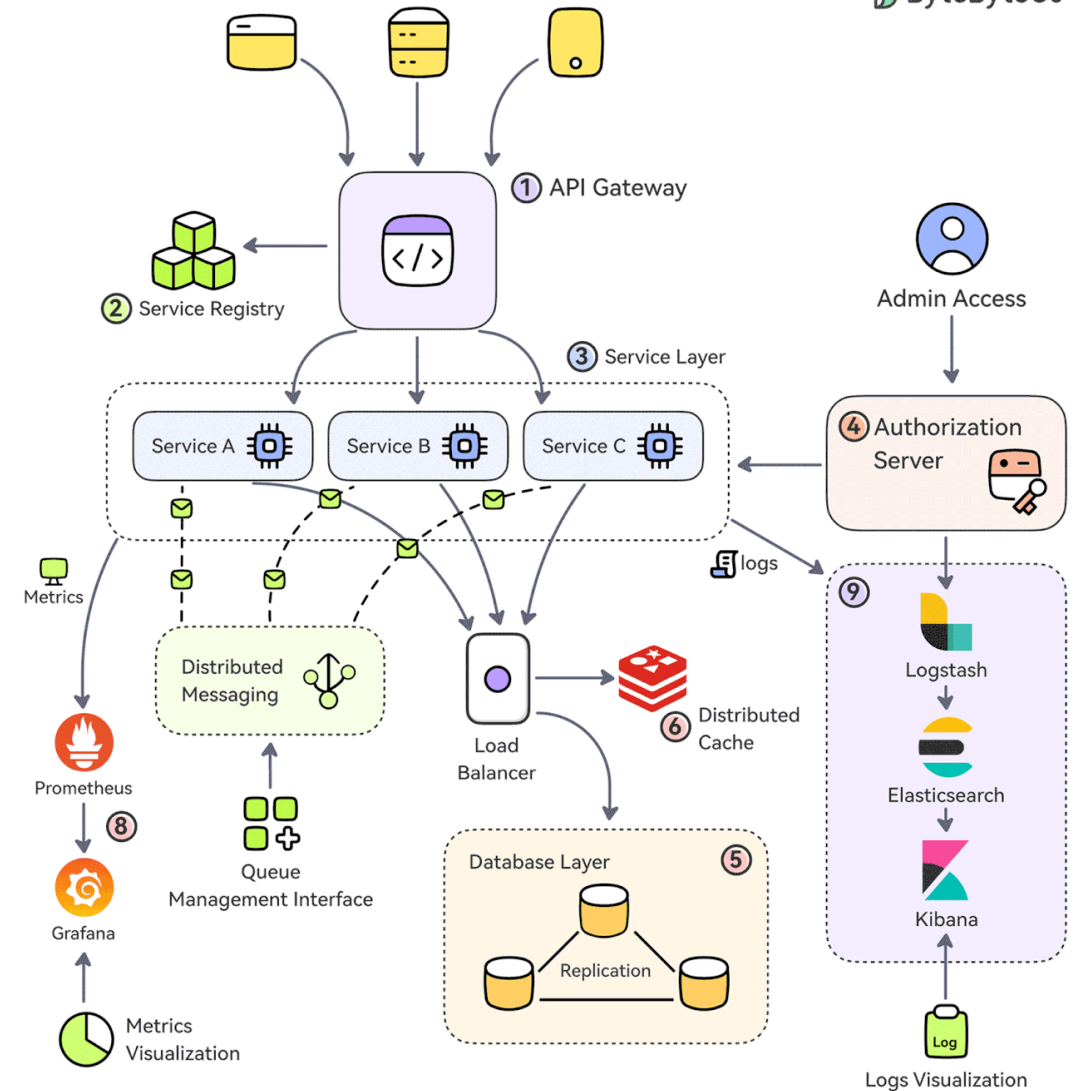 1 API Gateway
2 Service Registry
Admin Access
3 Service Layer
Service A
Service B
Service C
4 Authorization
Server
logs
Metrics
9
Logstash
Distributed
Messaging
6 Distributed
Cache
Load
Balancer
Prometheus
Elasticsearch
8
Queue
Management Interface
Database Layer
5
Grafana
Kibana
Replication
Metrics
Visualization
Log
Logs Visualization